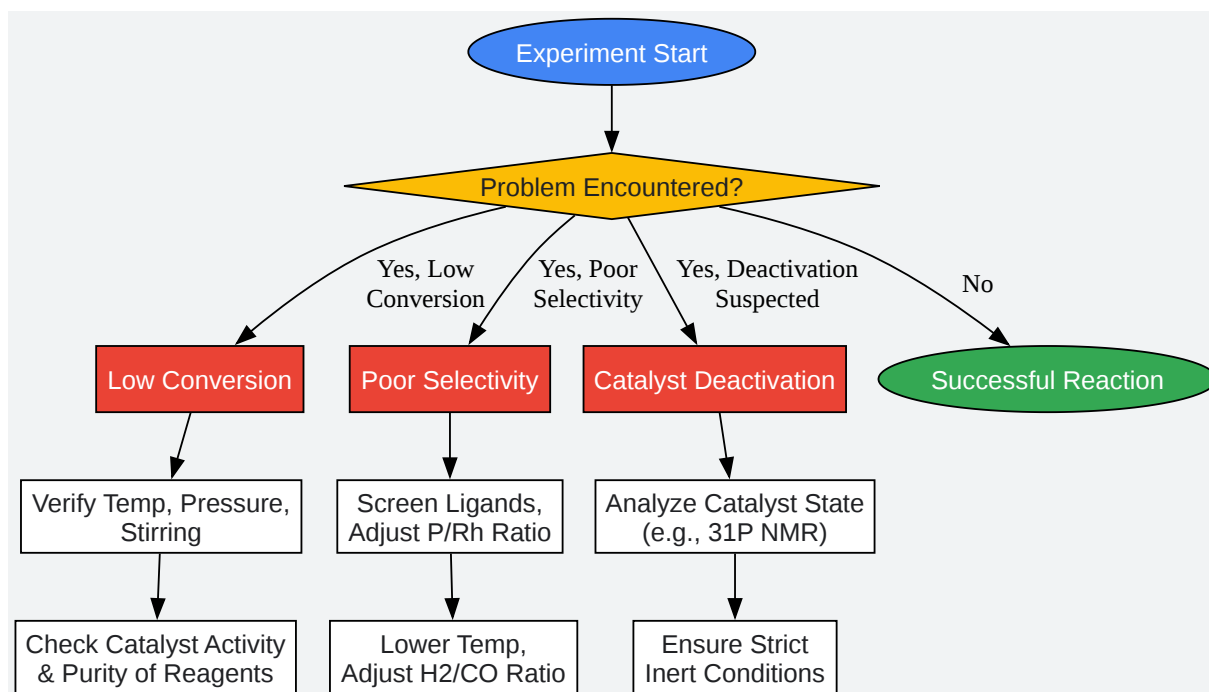 Experiment Start
Problem Encountered?
Yes, Low
Conversion
Yes, Poor
Selectivity
Yes, Deactivation
Suspected
No
Low Conversion
Poor Selectivity
Catalyst Deactivation
Successful Reaction
Verify Temp, Pressure,
Stirring
Screen Ligands,
Adjust P/Rh Ratio
Analyze Catalyst State
(e.g., 31P NMR)
Check Catalyst Activity
& Purity of Reagents
Lower Temp,
Adjust H2/CO Ratio
Ensure Strict
Inert Conditions